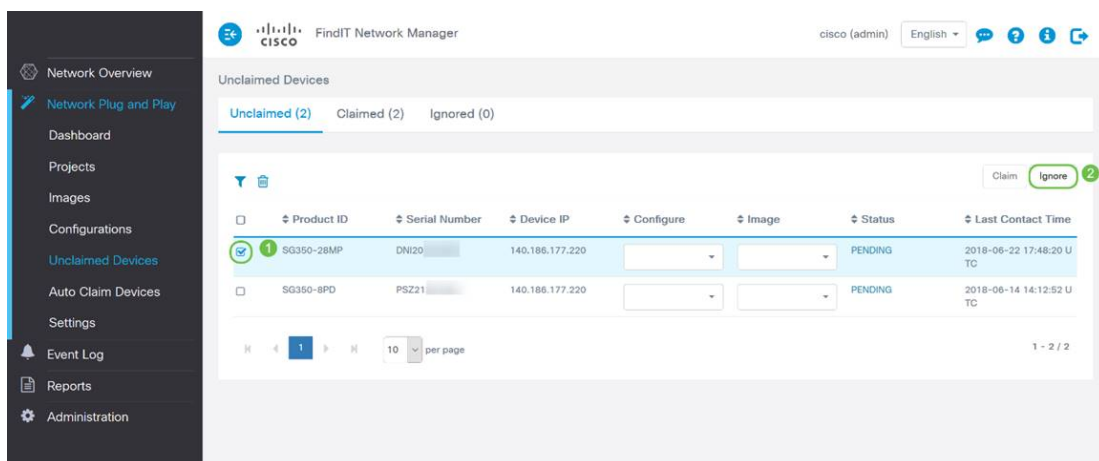 CISCO
FindIT Network Manager
cisco (admin)
English
Network Overview
Network Plug and Play
Dashboard
Projects
Images
Configurations
Unclaimed Devices
Auto Claim Devices
Settings
Event Log
Reports
Administration
Unclaimed Devices
Unclaimed (2) Claimed (2) Ignored (0)
Claim Ignore 2
Product ID Serial Number Device IP Configure Image Status Last Contact Time
1 SG350-28MP DNI20 140.186.177.220 PENDING 2018-06-22 17:48:20 U
TC
SG350-8PD PSZ21 140.186.177.220 PENDING 2018-06-14 14:12:52 U
TC
1 10 per page 1 - 2 / 2